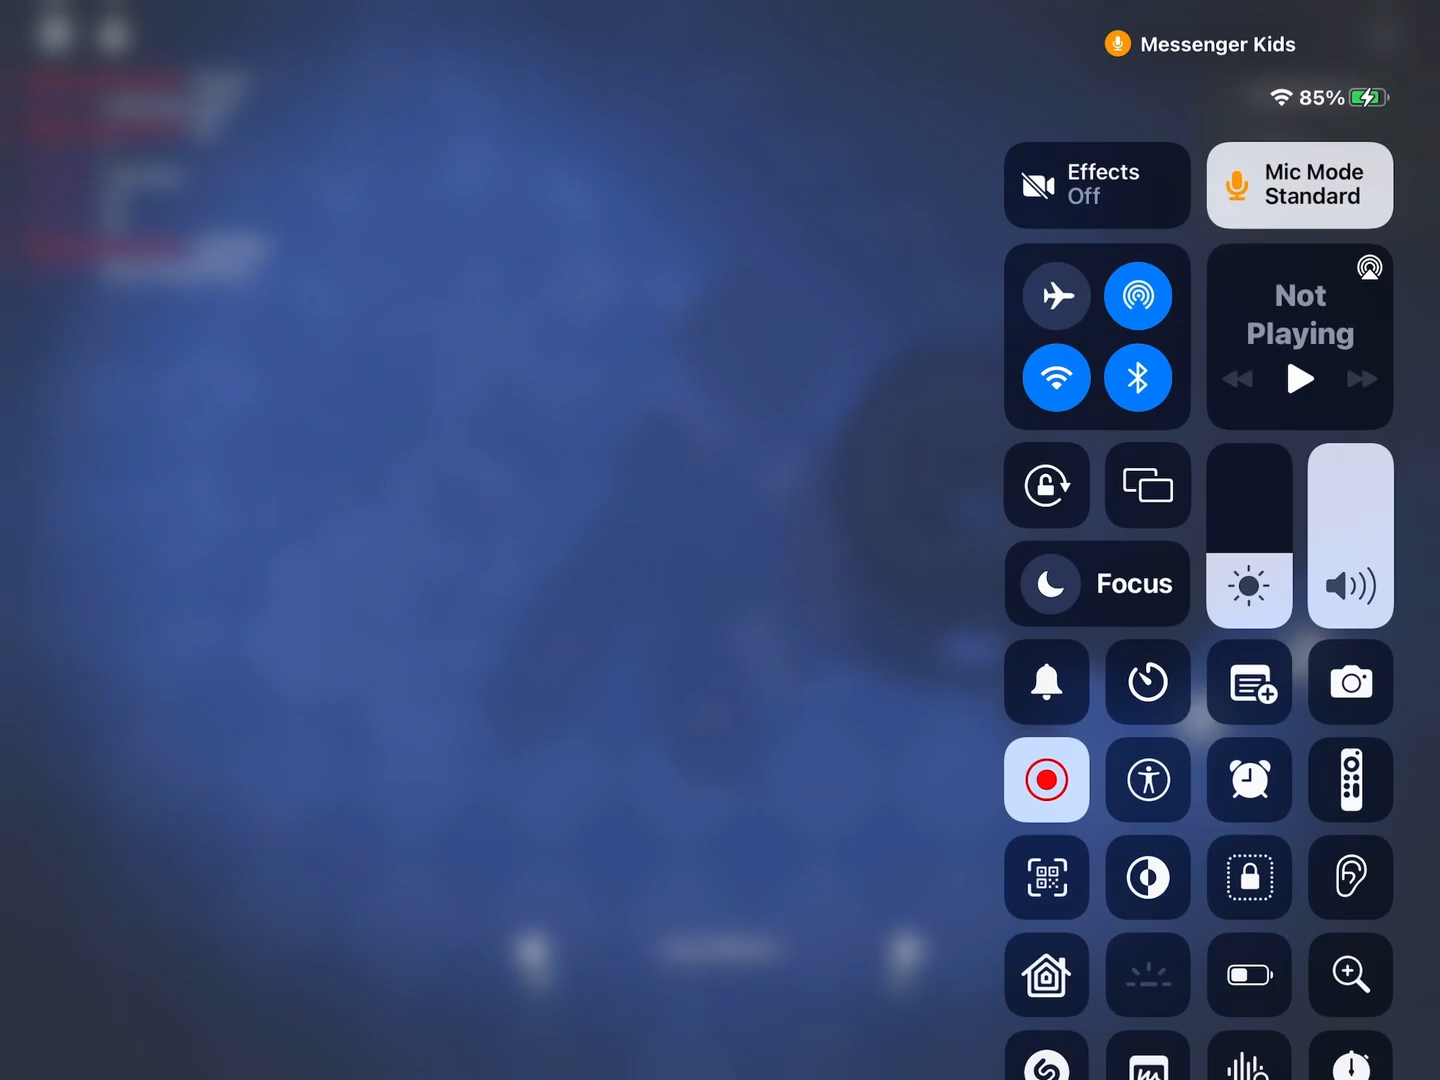 Messenger Kids
85%
Effects
Off
Mic Mode
Standard
Not
Playing
Focus